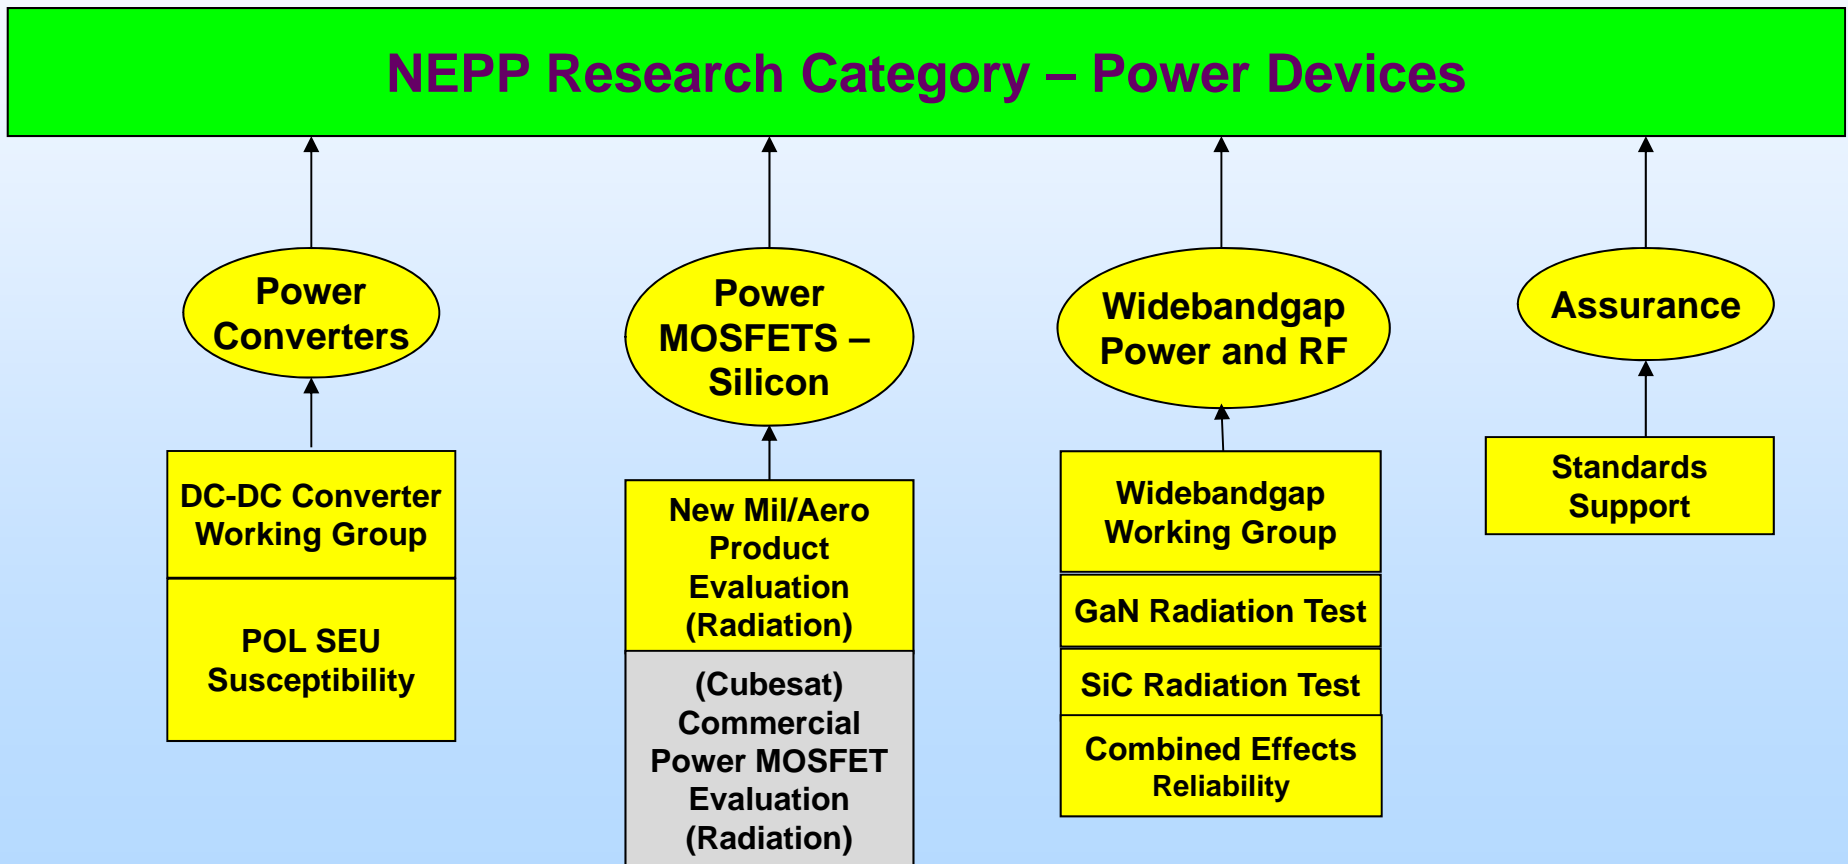 NEPP Research Category – Power Devices
Power
Converters
Power
MOSFETS –
Silicon
Widebandgap
Power and RF
Assurance
DC-DC Converter
Working Group
POL SEU
Susceptibility
New Mil/Aero
Product
Evaluation
(Radiation)
(Cubesat)
Commercial
Power MOSFET
Evaluation
(Radiation)
Widebandgap
Working Group
GaN Radiation Test
SiC Radiation Test
Combined Effects
Reliability
Standards
Support